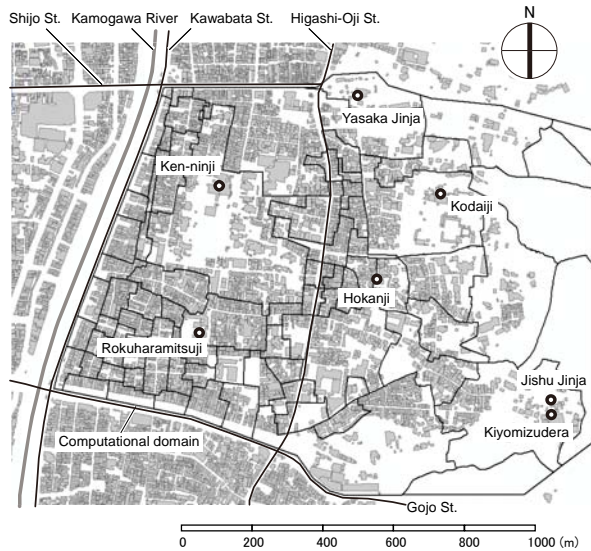 Shijo St. Kamogawa River Kawabata St. Higashi-Oji St.
N
Yasaka Jinja
Ken-ninji
Kodaiji
Hokanji
Rokuharamitsuji
Jishu Jinja
Kiyomizudera
Computational domain
Gojo St.
0 200 400 600 800 1000 (m)